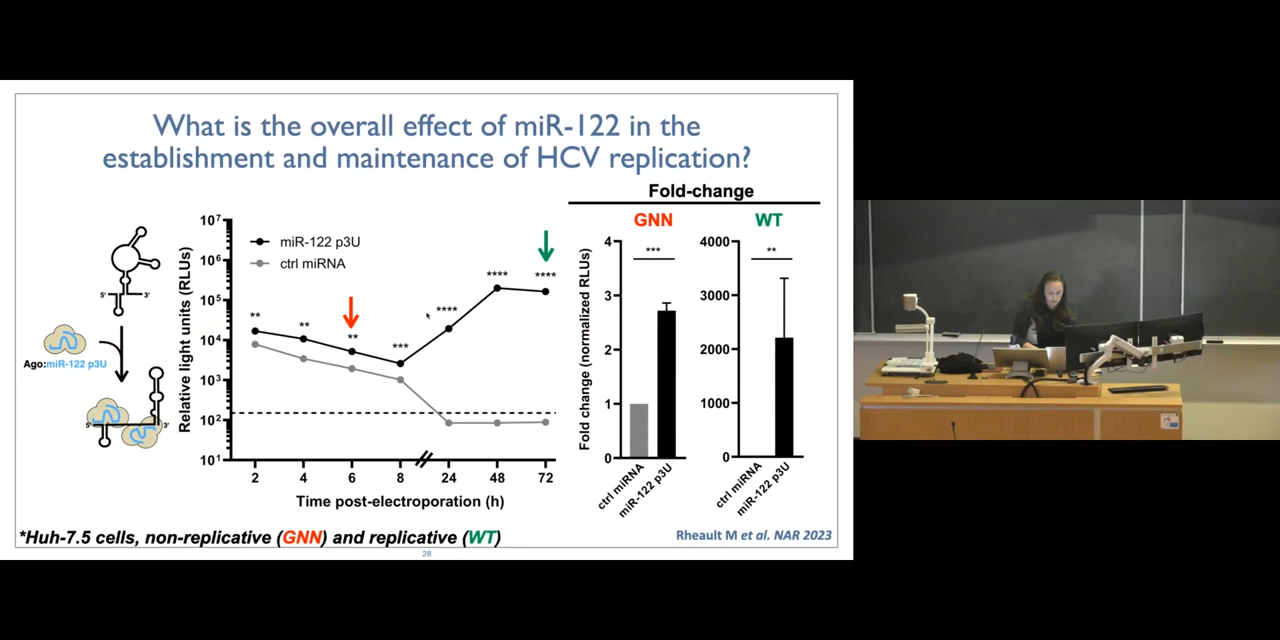 What is the overall effect of miR-122 in the
establishment and maintenance of HCV replication?
5' 3'
Ago:miR-122 p3U
5' 3'
Relative light units (RLUs)
10⁷
10⁶
10⁵
10⁴
10³
10²
10¹
miR-122 p3U
ctrl miRNA
**
**
**
***
****
****
****
2 4 6 8 24 48 72
Time post-electroporation (h)
Fold-change
GNN
WT
Fold change (normalized RLUs)
4
3
2
1
0
***
ctrl miRNA
miR-122 p3U
4000
3000
2000
1000
0
**
ctrl miRNA
miR-122 p3U
*Huh-7.5 cells, non-replicative (GNN) and replicative (WT)
Rheault M et al. NAR 2023
28